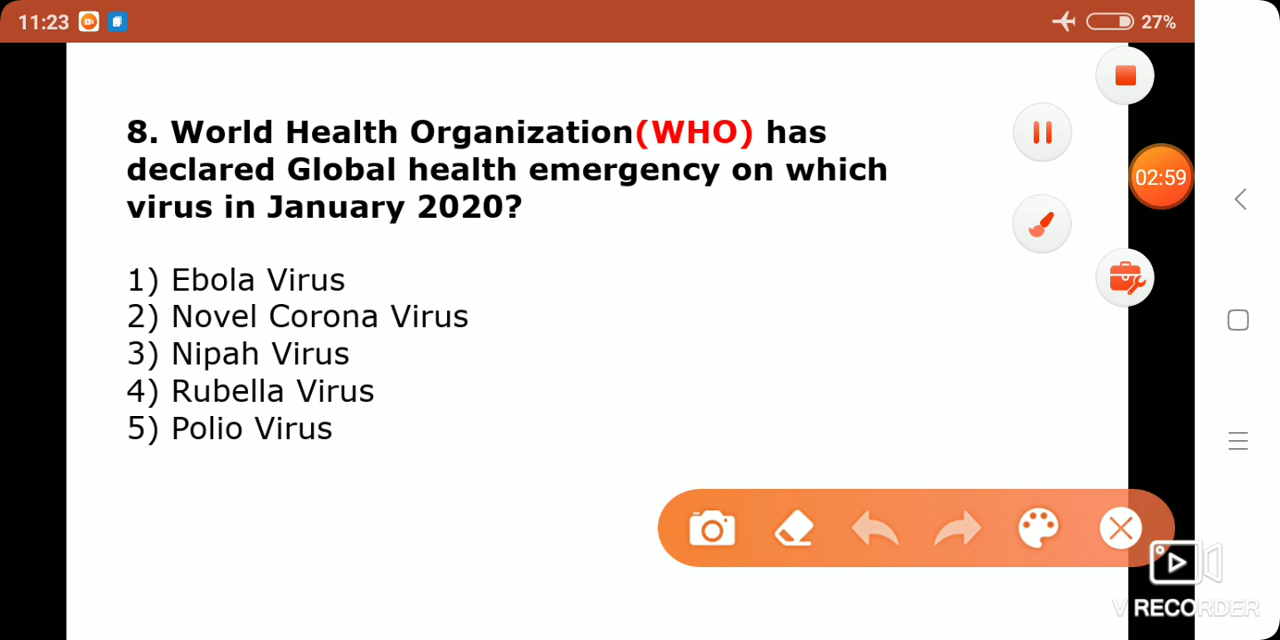 11:23
27%
8. World Health Organization(WHO) has
declared Global health emergency on which
virus in January 2020?
02:59
1) Ebola Virus
2) Novel Corona Virus
3) Nipah Virus
4) Rubella Virus
5) Polio Virus
V RECORDER